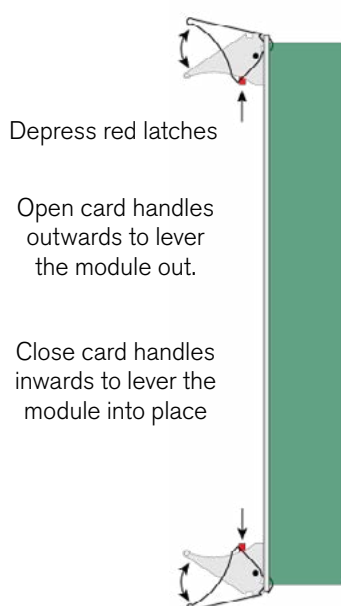 Depress red latches
Open card handles
outwards to lever
the module out.
Close card handles
inwards to lever the
module into place